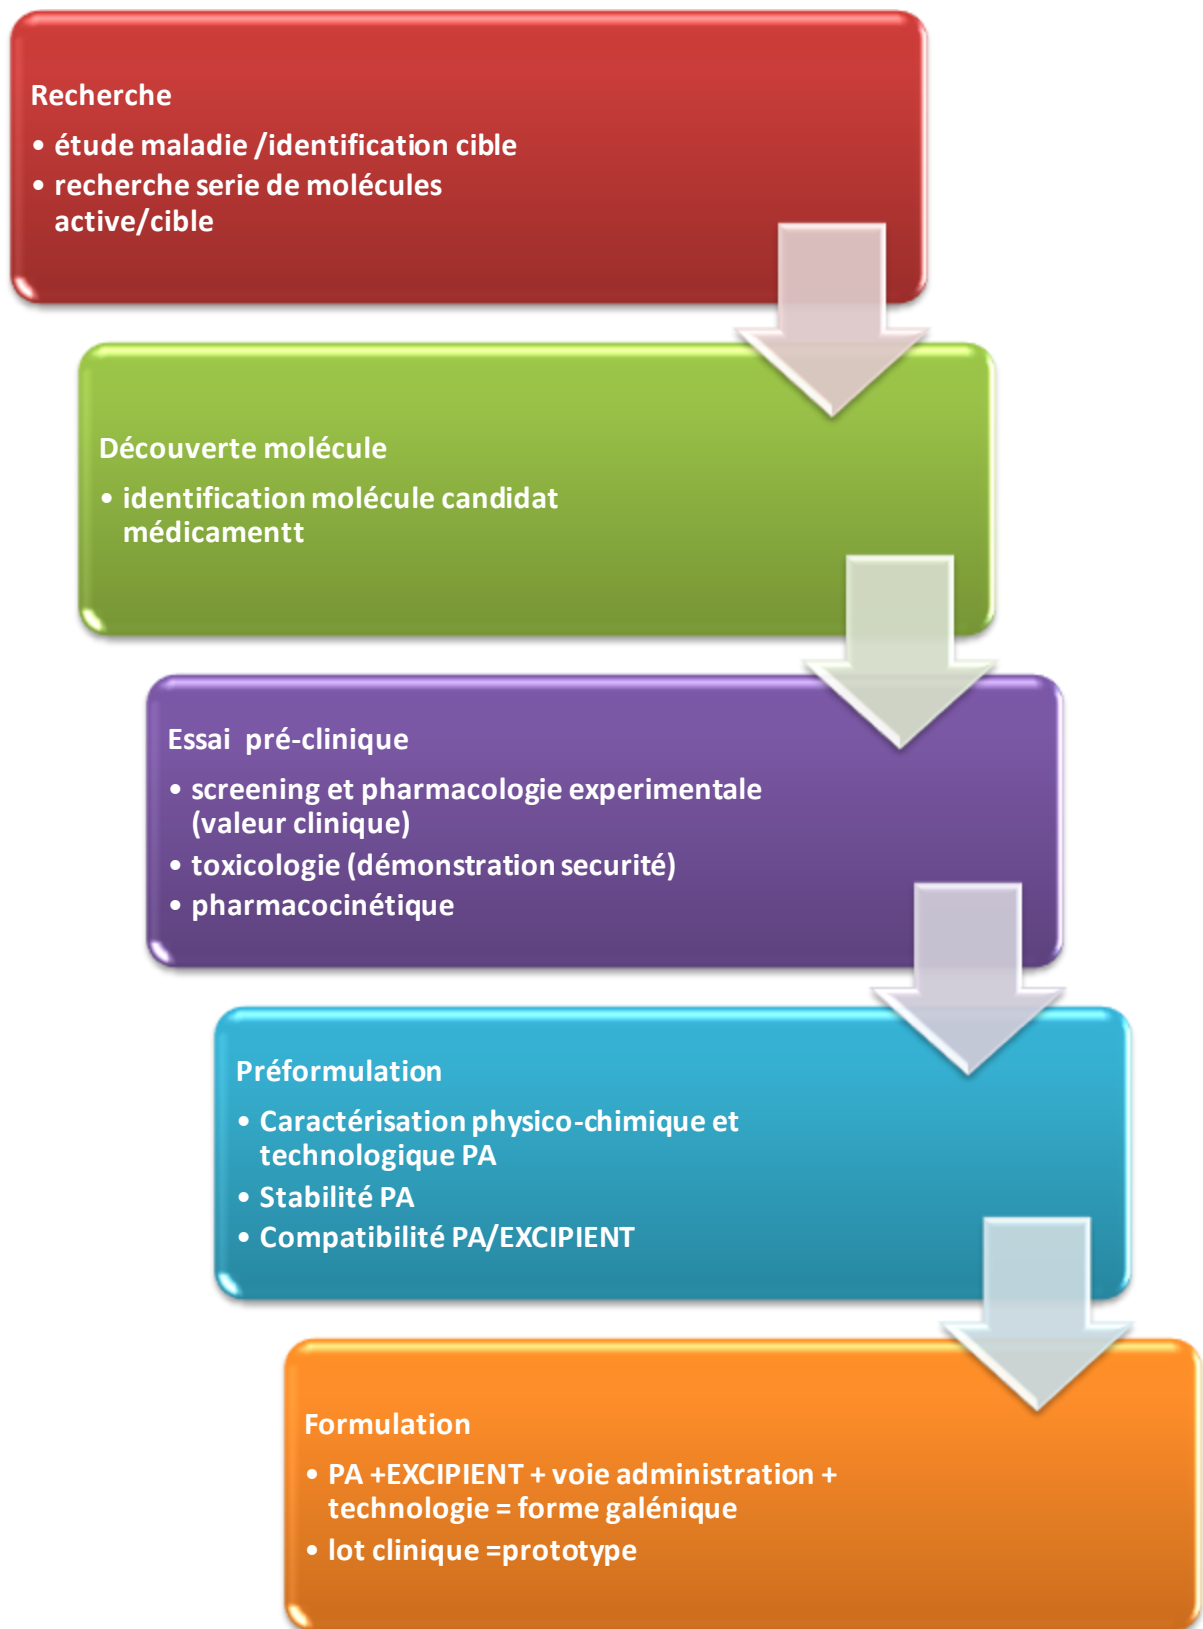 Recherche
• étude maladie /identification cible
• recherche serie de molécules
active/cible
Découverte molécule
• identification molécule candidat
médicamentt
Essai pré-clinique
• screening et pharmacologie experimentale
(valeur clinique)
• toxicologie (démonstration securité)
• pharmacocinétique
Préformulation
• Caractérisation physico-chimique et
technologique PA
• Stabilité PA
• Compatibilité PA/EXCIPIENT
Formulation
• PA +EXCIPIENT + voie administration +
technologie = forme galénique
• lot clinique =prototype